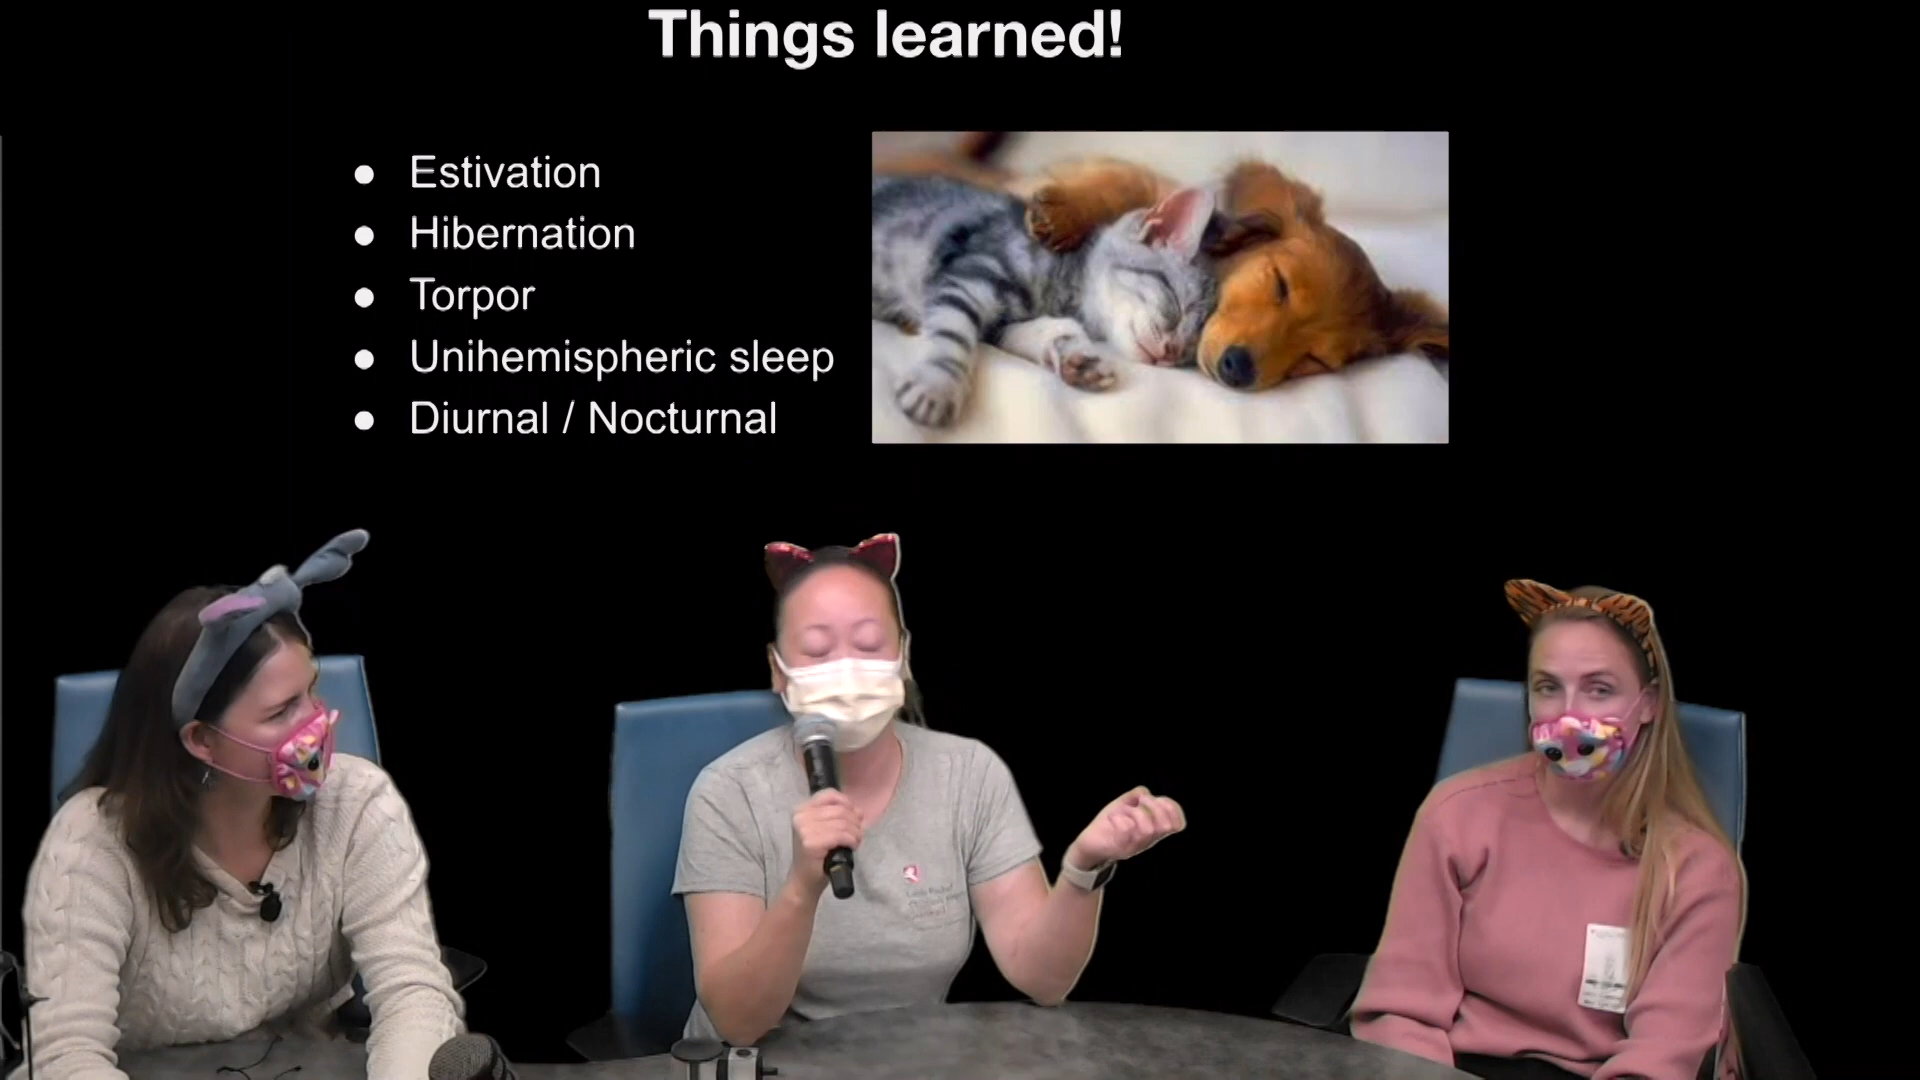 Things learned!
● Estivation
● Hibernation
● Torpor
● Unihemispheric sleep
● Diurnal / Nocturnal